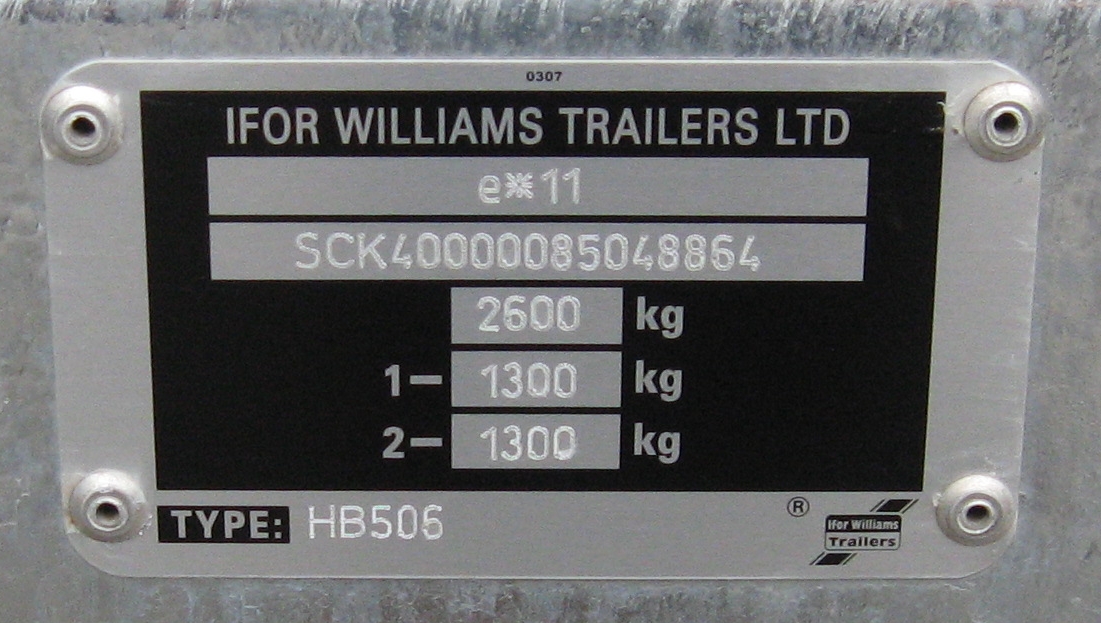 0307
IFOR WILLIAMS TRAILERS LTD
e*11
SCK40000085048864
2600 kg
1– 1300 kg
2– 1300 kg
TYPE: HB506
®
Ifor Williams
Trailers